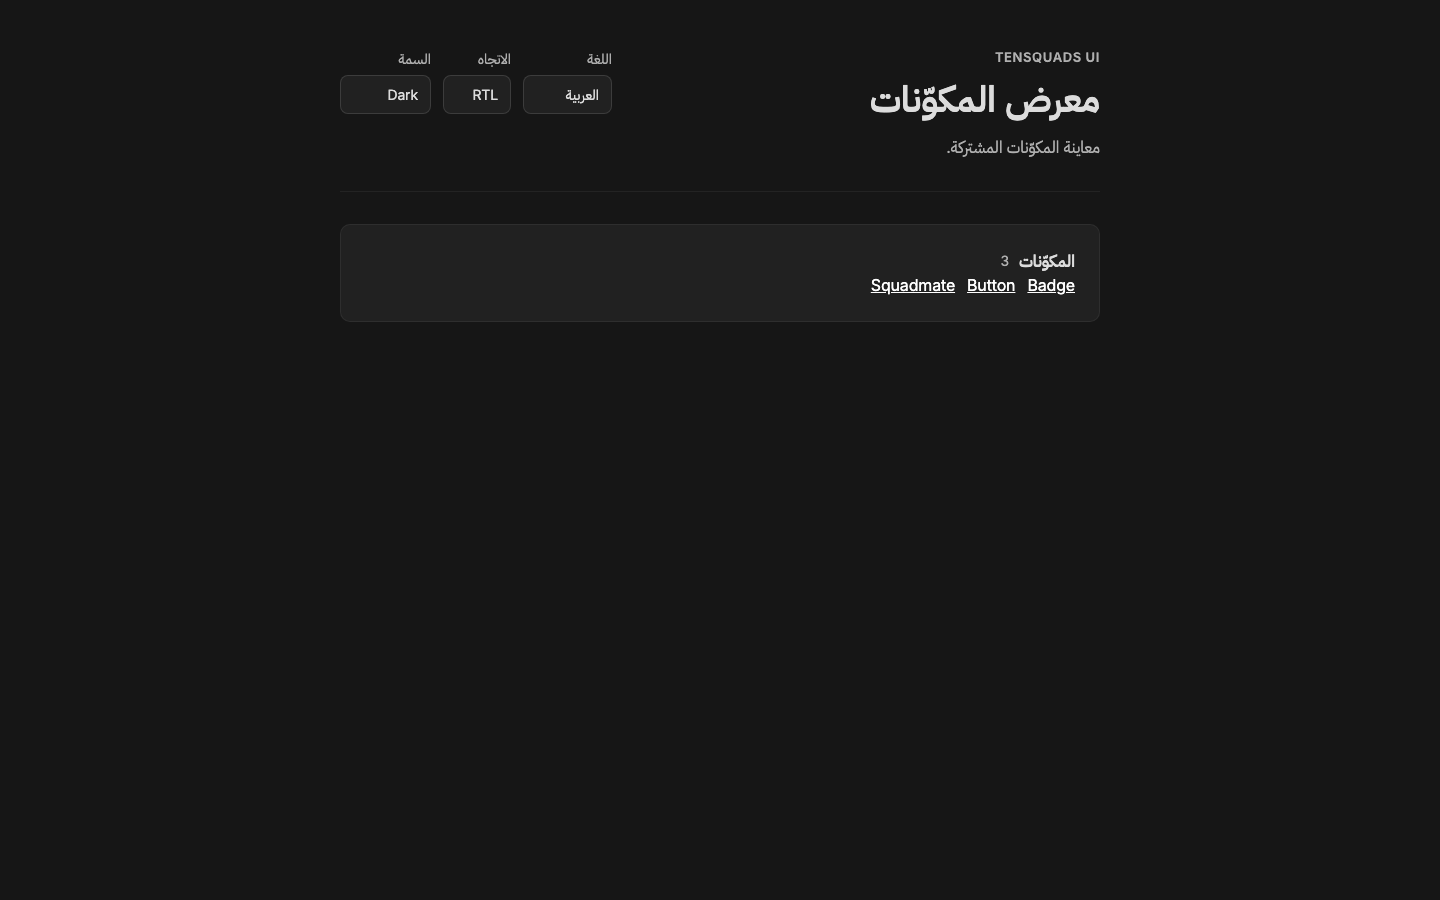 TENSQUADS UI
معرض المكوّنات
معاينة المكوّنات المشتركة.
اللغة
العربية
الاتجاه
RTL
السمة
Dark
المكوّنات 3
Badge Button Squadmate